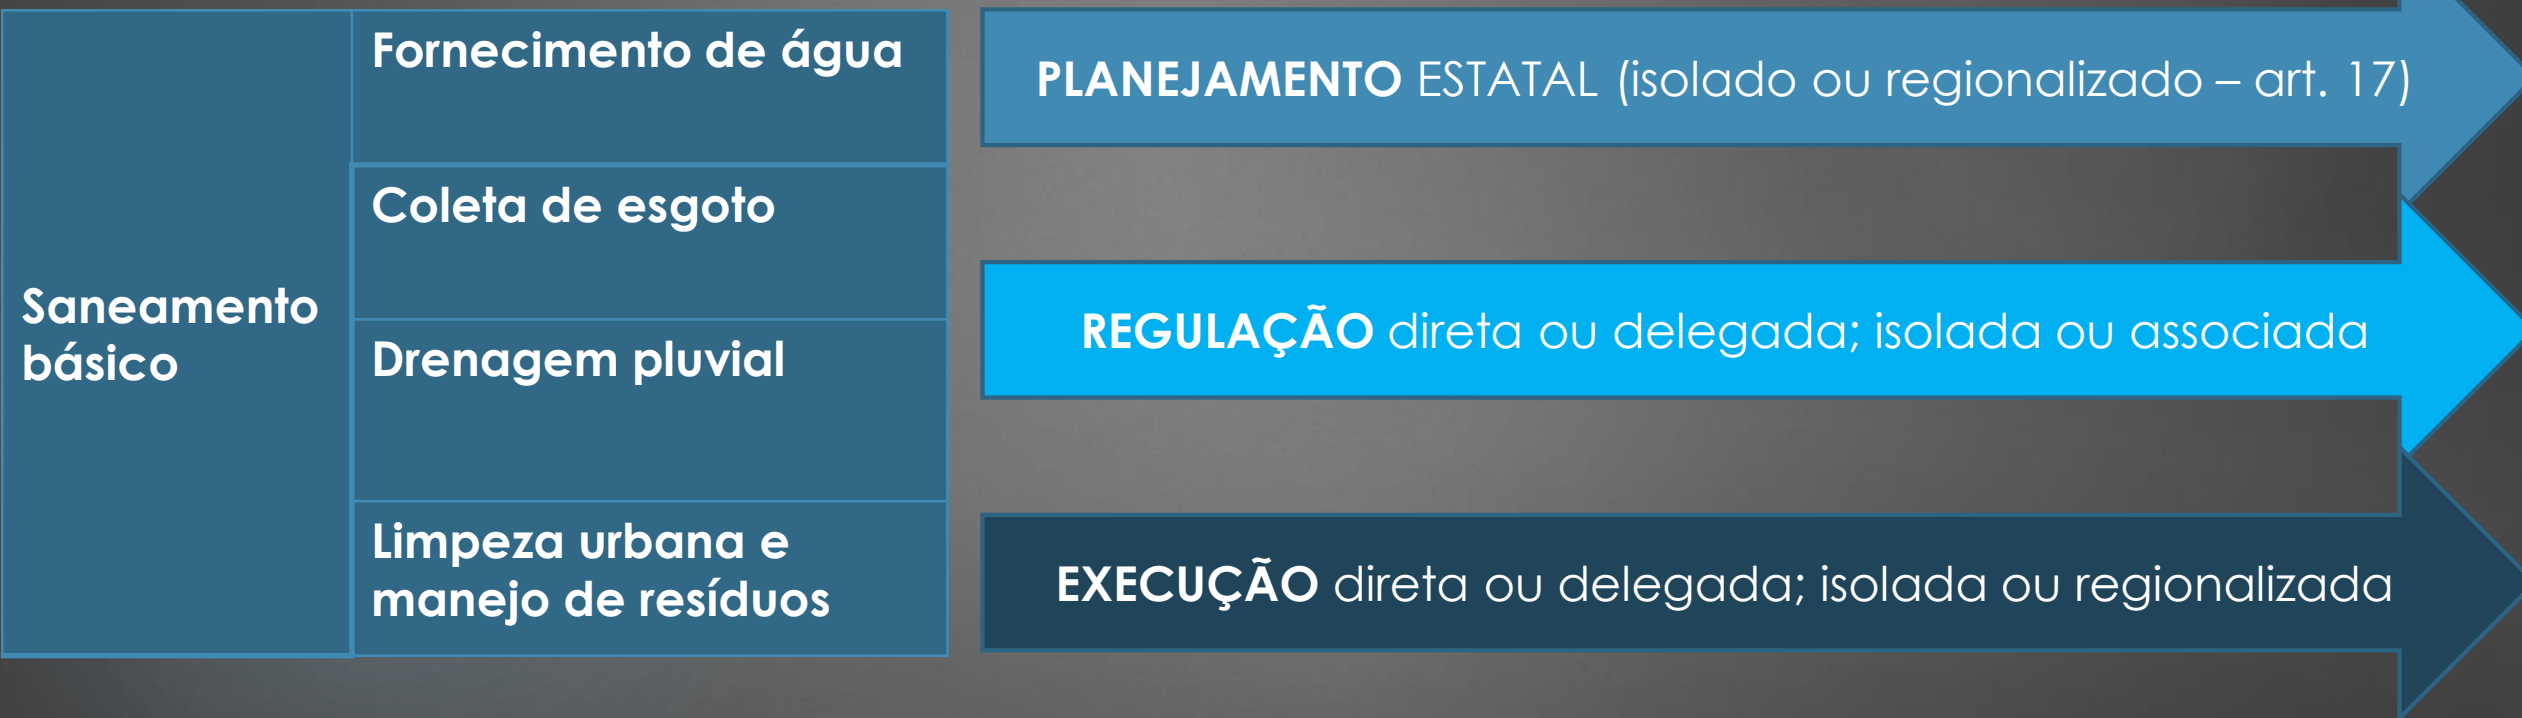 Saneamento
básico
Fornecimento de água
Coleta de esgoto
Drenagem pluvial
Limpeza urbana e
manejo de resíduos
PLANEJAMENTO ESTATAL (isolado ou regionalizado – art. 17)
REGULAÇÃO direta ou delegada; isolada ou associada
EXECUÇÃO direta ou delegada; isolada ou regionalizada